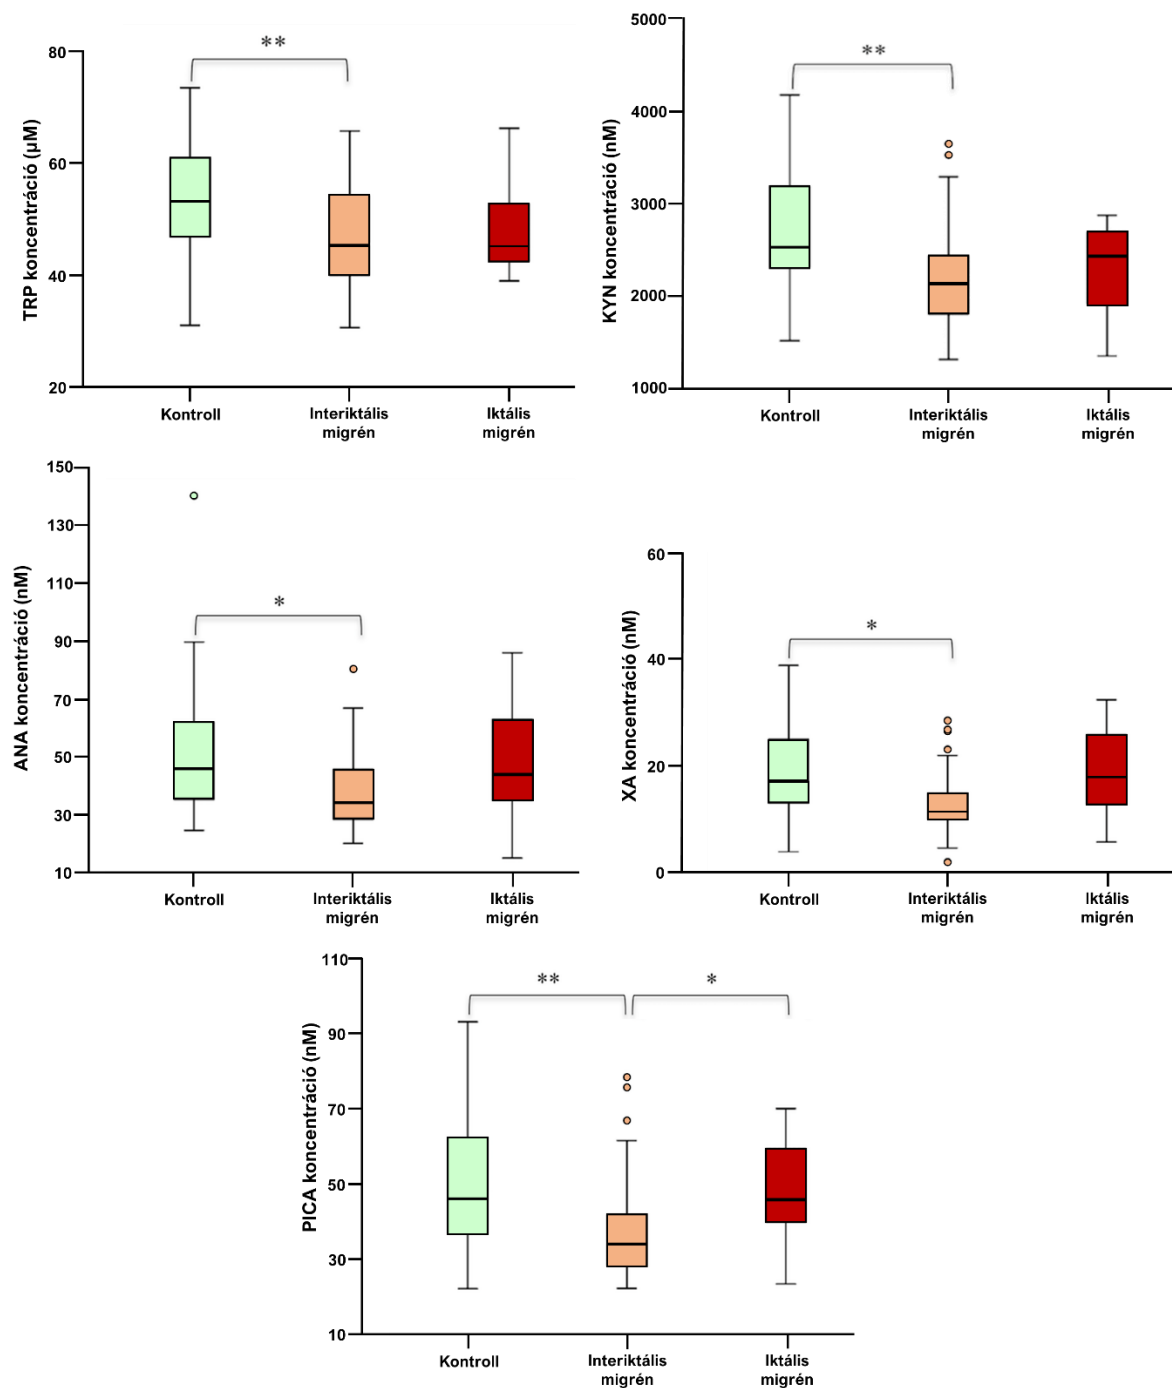 TRP koncentráció (µM)
80
60
40
20
**
Kontroll
Interiktális
migrén
Iktális
migrén
KYN koncentráció (nM)
5000
4000
3000
2000
1000
**
Kontroll
Interiktális
migrén
Iktális
migrén
ANA koncentráció (nM)
150
130
110
90
70
50
30
10
*
Kontroll
Interiktális
migrén
Iktális
migrén
XA koncentráció (nM)
60
40
20
0
*
Kontroll
Interiktális
migrén
Iktális
migrén
PICA koncentráció (nM)
110
90
70
50
30
10
**
*
Kontroll
Interiktális
migrén
Iktális
migrén